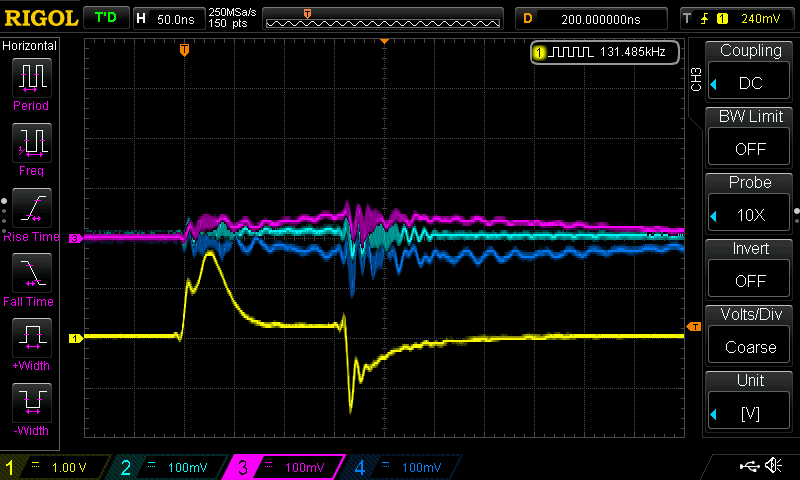 RIGOL T'D H 50.0ns 250MSa/s 150 pts D 200.000000ns T 1 240mV
Horizontal
Period
Freq
Rise Time
Fall Time
+Width
-Width
T
1 131.485kHz
3
1
T
CH3
Coupling
DC
BW Limit
OFF
Probe
10X
Invert
OFF
Volts/Div
Coarse
Unit
[V]
1 1.00 V 2 100mV 3 100mV 4 100mV